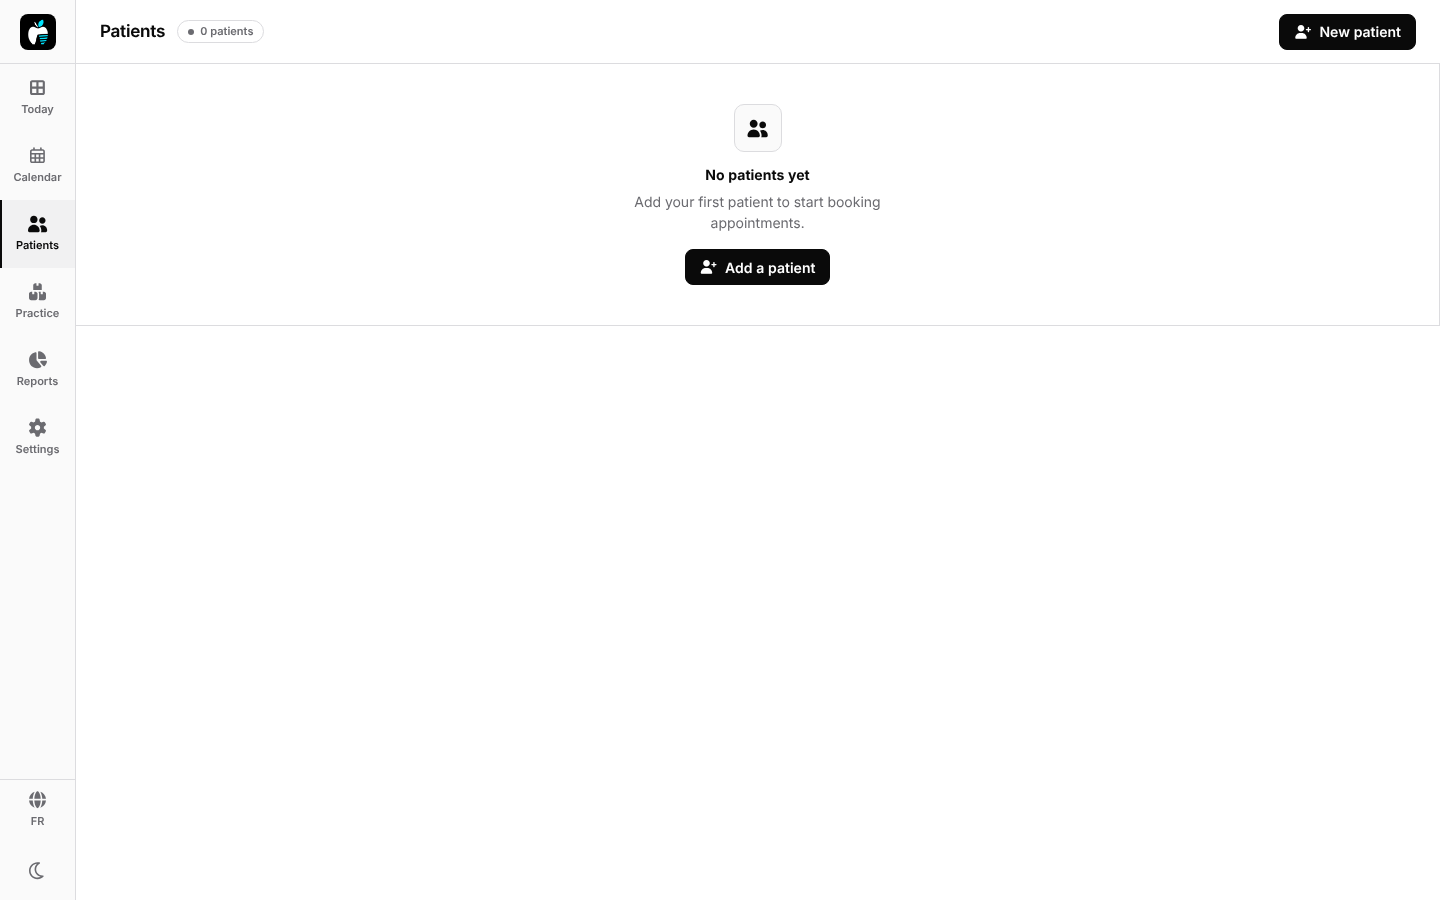 Patients
0 patients
New patient
Today
Calendar
Patients
Practice
Reports
Settings
No patients yet
Add your first patient to start booking
appointments.
Add a patient
FR